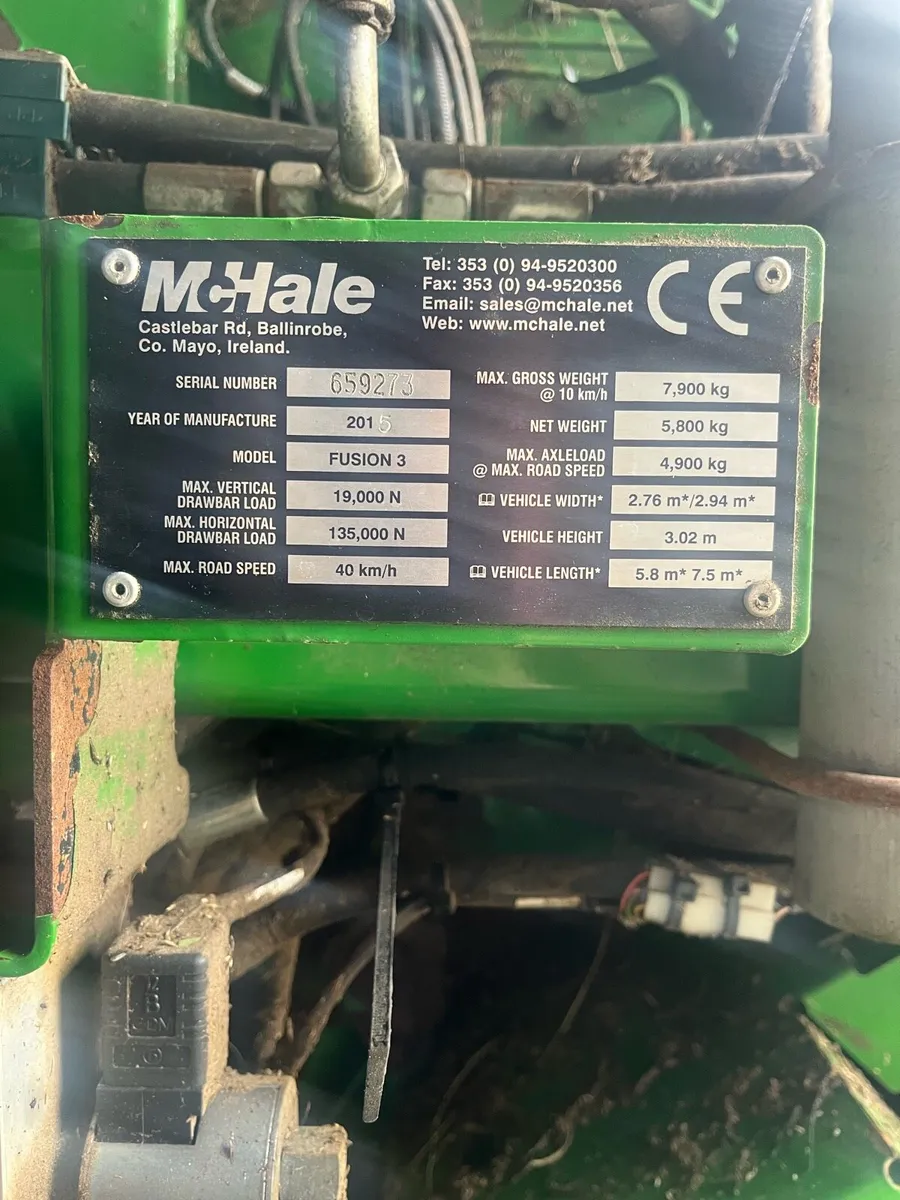 McHale
Castlebar Rd, Ballinrobe,
Co. Mayo, Ireland.
Tel: 353 (0) 94-9520300
Fax: 353 (0) 94-9520356
Email: sales@mchale.net
Web: www.mchale.net
CE
SERIAL NUMBER 659273
YEAR OF MANUFACTURE 2015
MODEL FUSION 3
MAX. VERTICAL
DRAWBAR LOAD 19,000 N
MAX. HORIZONTAL
DRAWBAR LOAD 135,000 N
MAX. ROAD SPEED 40 km/h
MAX. GROSS WEIGHT
@ 10 km/h 7,900 kg
NET WEIGHT 5,800 kg
MAX. AXLELOAD
@ MAX. ROAD SPEED 4,900 kg
VEHICLE WIDTH* 2.76 m*/2.94 m*
VEHICLE HEIGHT 3.02 m
VEHICLE LENGTH* 5.8 m* 7.5 m*